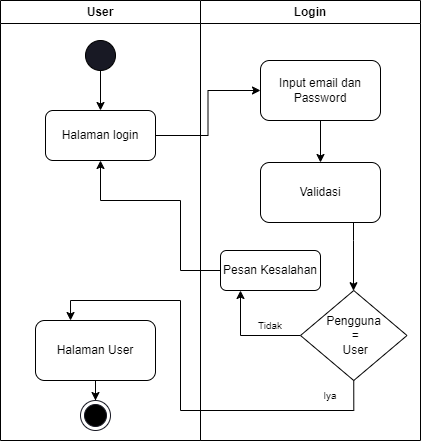 User
Login
Halaman login
Input email dan
Password
Validasi
Pesan Kesalahan
Pengguna
=
User
Tidak
Iya
Halaman User